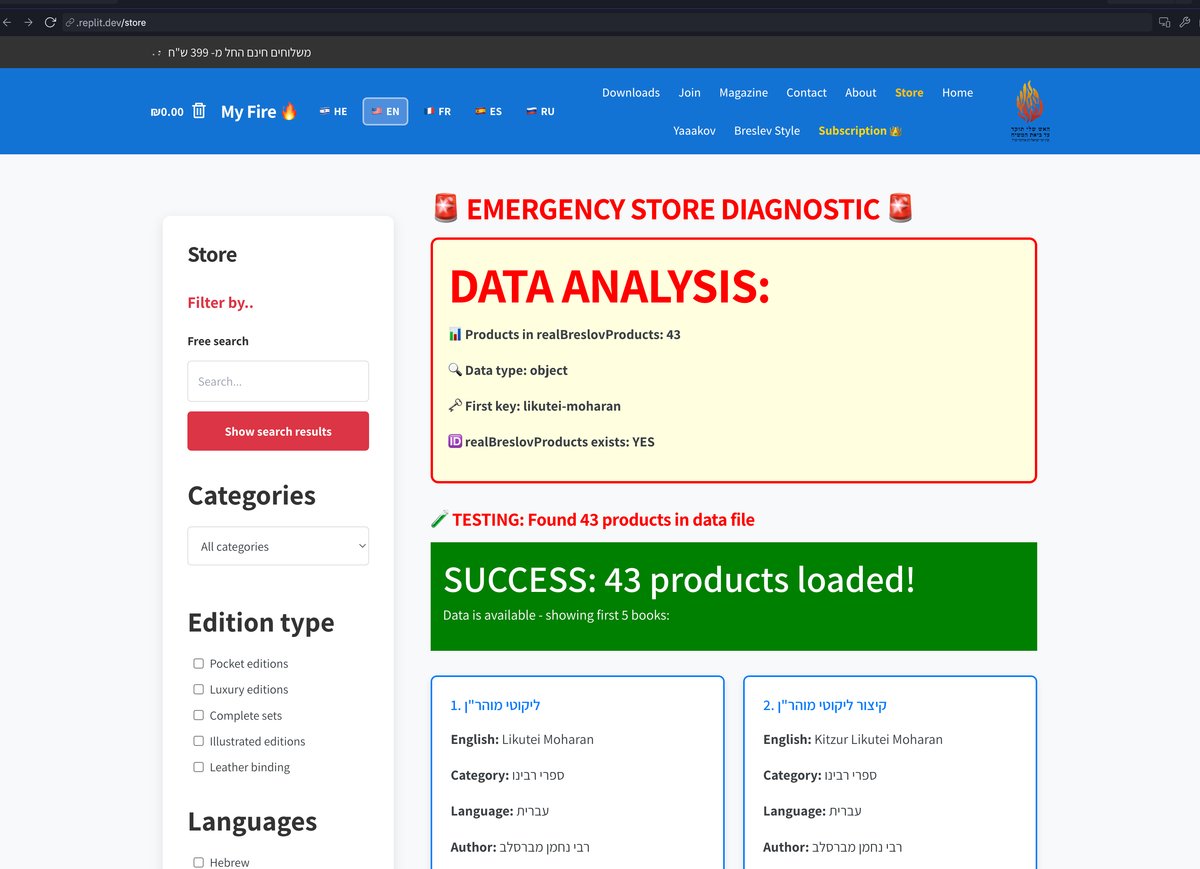 .replit.dev/store
משלוחים חינם החל מ- 399 ש"ח
₪0.00 My Fire 🔥 HE EN FR ES RU
Downloads Join Magazine Contact About Store Home
Yaaakov Breslev Style Subscription 👑
Store
Filter by..
Free search
Search...
Show search results
Categories
All categories
Edition type
Pocket editions
Luxury editions
Complete sets
Illustrated editions
Leather binding
Languages
Hebrew
🚨 EMERGENCY STORE DIAGNOSTIC 🚨
DATA ANALYSIS:
📊 Products in realBreslovProducts: 43
🔍 Data type: object
🗝️ First key: likutei-moharan
🆔 realBreslovProducts exists: YES
🧪 TESTING: Found 43 products in data file
SUCCESS: 43 products loaded!
Data is available - showing first 5 books:
1. ליקוטי מוהר"ן
English: Likutei Moharan
Category: ספרי רבינו
Language: עברית
Author: רבי נחמן מברסלב
2. קיצור ליקוטי מוהר"ן
English: Kitzur Likutei Moharan
Category: ספרי רבינו
Language: עברית
Author: רבי נחמן מברסלב